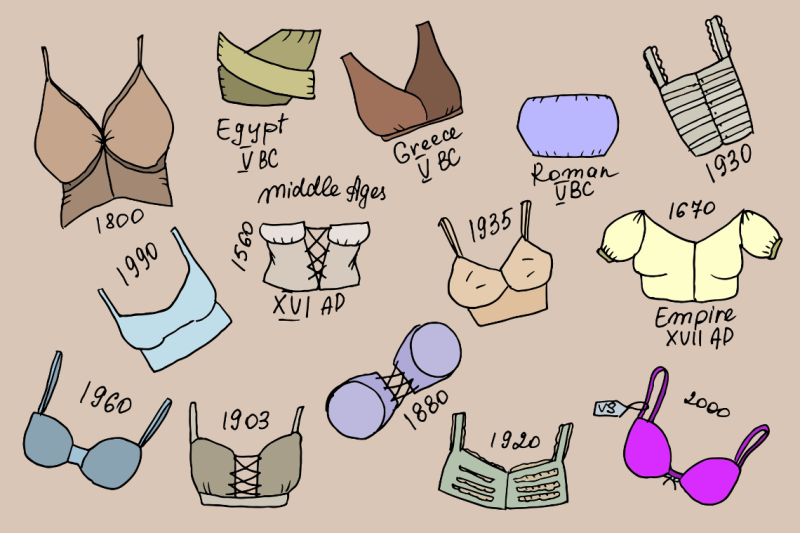 Egypt
V BC
Greece
V BC
Roman
V BC
1930
1800
Middle Ages
1560
XVI AD
1935
1670
Empire
XVII AD
1990
1960
1903
1880
1920
VS
2000